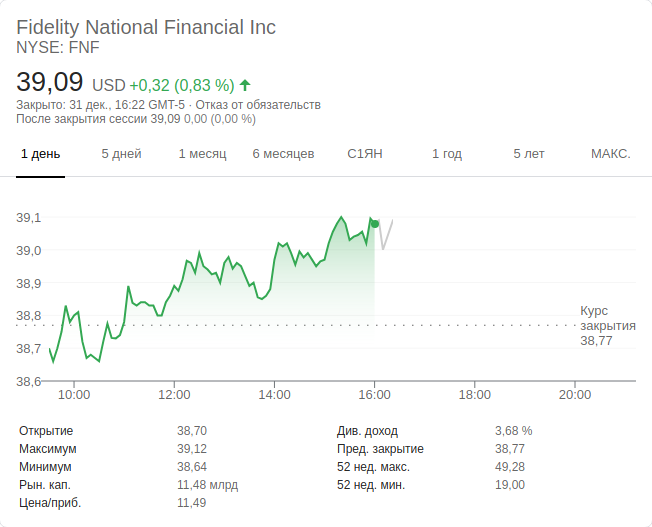 Fidelity National Financial Inc
NYSE: FNF
39,09 USD +0,32 (0,83 %)
Закрыто: 31 дек., 16:22 GMT-5 · Отказ от обязательств
После закрытия сессии 39,09 0,00 (0,00 %)
1 день 5 дней 1 месяц 6 месяцев С1ЯН 1 год 5 лет МАКС.
39,1
39,0
38,9
38,8
38,7
38,6
Курс
закрытия
38,77
10:00 12:00 14:00 16:00 18:00 20:00
Открытие 38,70 Див. доход 3,68 %
Максимум 39,12 Пред. закрытие 38,77
Минимум 38,64 52 нед. макс. 49,28
Рын. кап. 11,48 млрд 52 нед. мин. 19,00
Цена/приб. 11,49